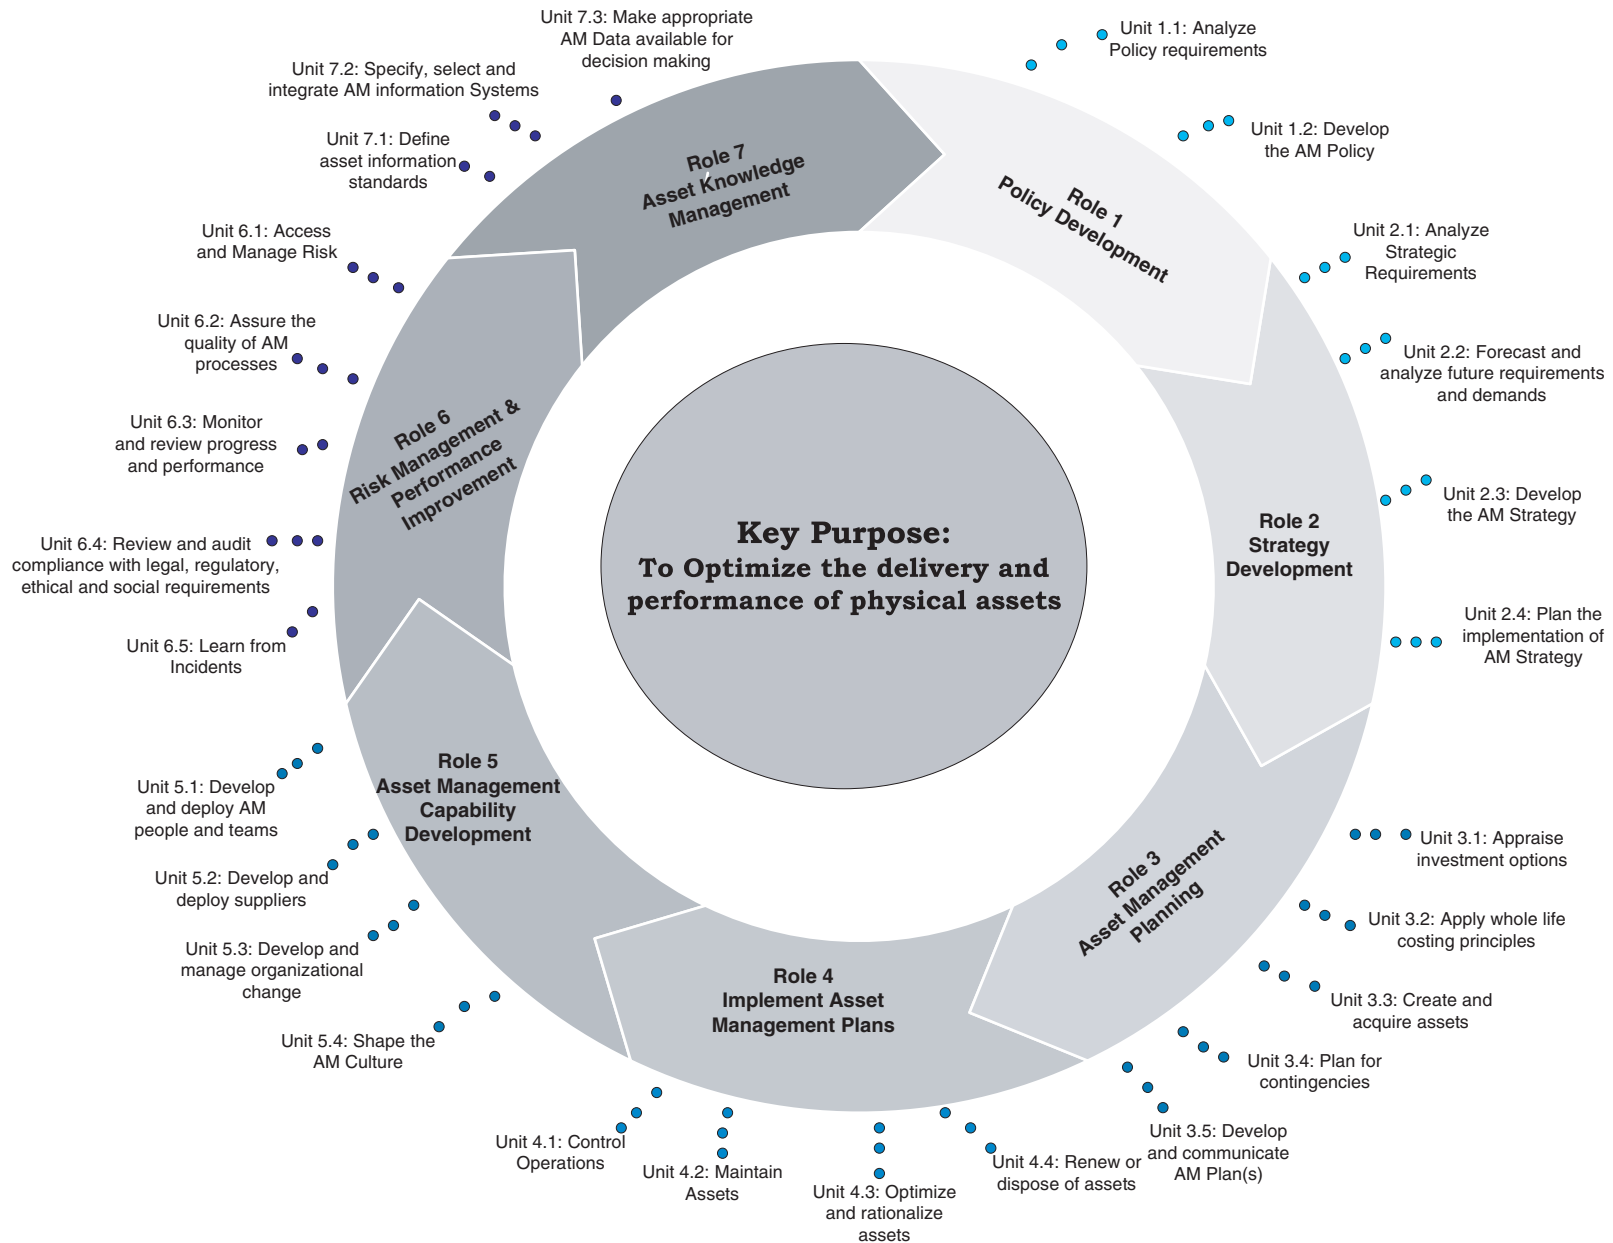 Unit 7.3: Make appropriate
AM Data available for
decision making
Unit 7.2: Specify, select and
integrate AM information Systems
Unit 7.1: Define
asset information
standards
Unit 6.1: Access
and Manage Risk
Unit 6.2: Assure the
quality of AM
processes
Unit 6.3: Monitor
and review progress
and performance
Unit 6.4: Review and audit
compliance with legal, regulatory,
ethical and social requirements
Unit 6.5: Learn from
Incidents
Unit 5.1: Develop
and deploy AM
people and teams
Unit 5.2: Develop and
deploy suppliers
Unit 5.3: Develop and
manage organizational
change
Unit 5.4: Shape the
AM Culture
Unit 4.1: Control
Operations
Unit 4.2: Maintain
Assets
Unit 4.3: Optimize
and rationalize
assets
Unit 4.4: Renew or
dispose of assets
Unit 3.5: Develop
and communicate
AM Plan(s)
Unit 3.4: Plan for
contingencies
Unit 3.3: Create and
acquire assets
Unit 3.2: Apply whole life
costing principles
Unit 3.1: Appraise
investment options
Unit 2.4: Plan the
implementation of
AM Strategy
Unit 2.3: Develop
the AM Strategy
Unit 2.2: Forecast and
analyze future requirements
and demands
Unit 2.1: Analyze
Strategic
Requirements
Unit 1.2: Develop
the AM Policy
Unit 1.1: Analyze
Policy requirements
Role 7
Asset Knowledge
Management
Role 1
Policy Development
Role 2
Strategy
Development
Role 3
Asset Management
Planning
Role 4
Implement Asset
Management Plans
Role 5
Asset Management
Capability
Development
Role 6
Risk Management &
Performance
Improvement
Key Purpose:
To Optimize the delivery and
performance of physical assets